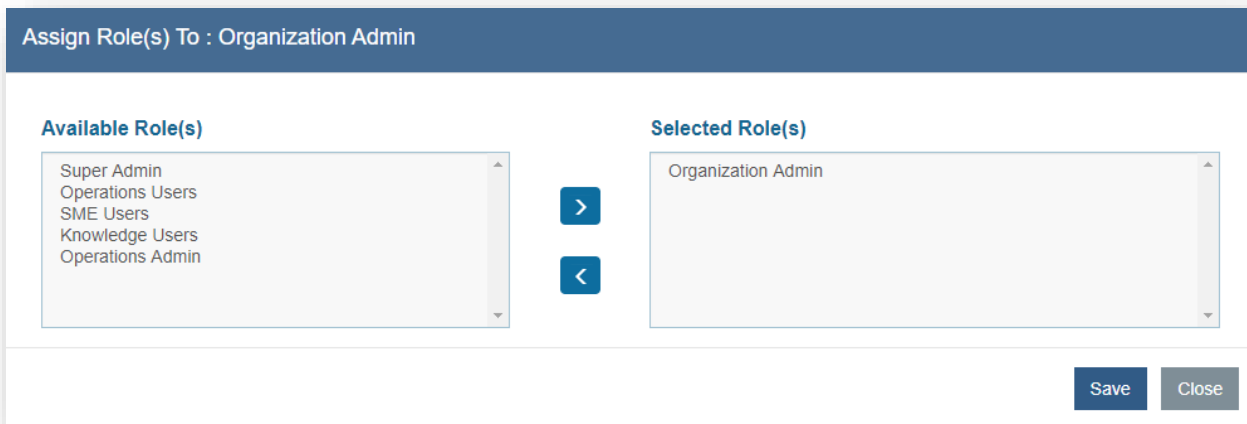 Assign Role(s) To : Organization Admin
Available Role(s)
Super Admin
Operations Users
SME Users
Knowledge Users
Operations Admin
Selected Role(s)
Organization Admin
Save
Close